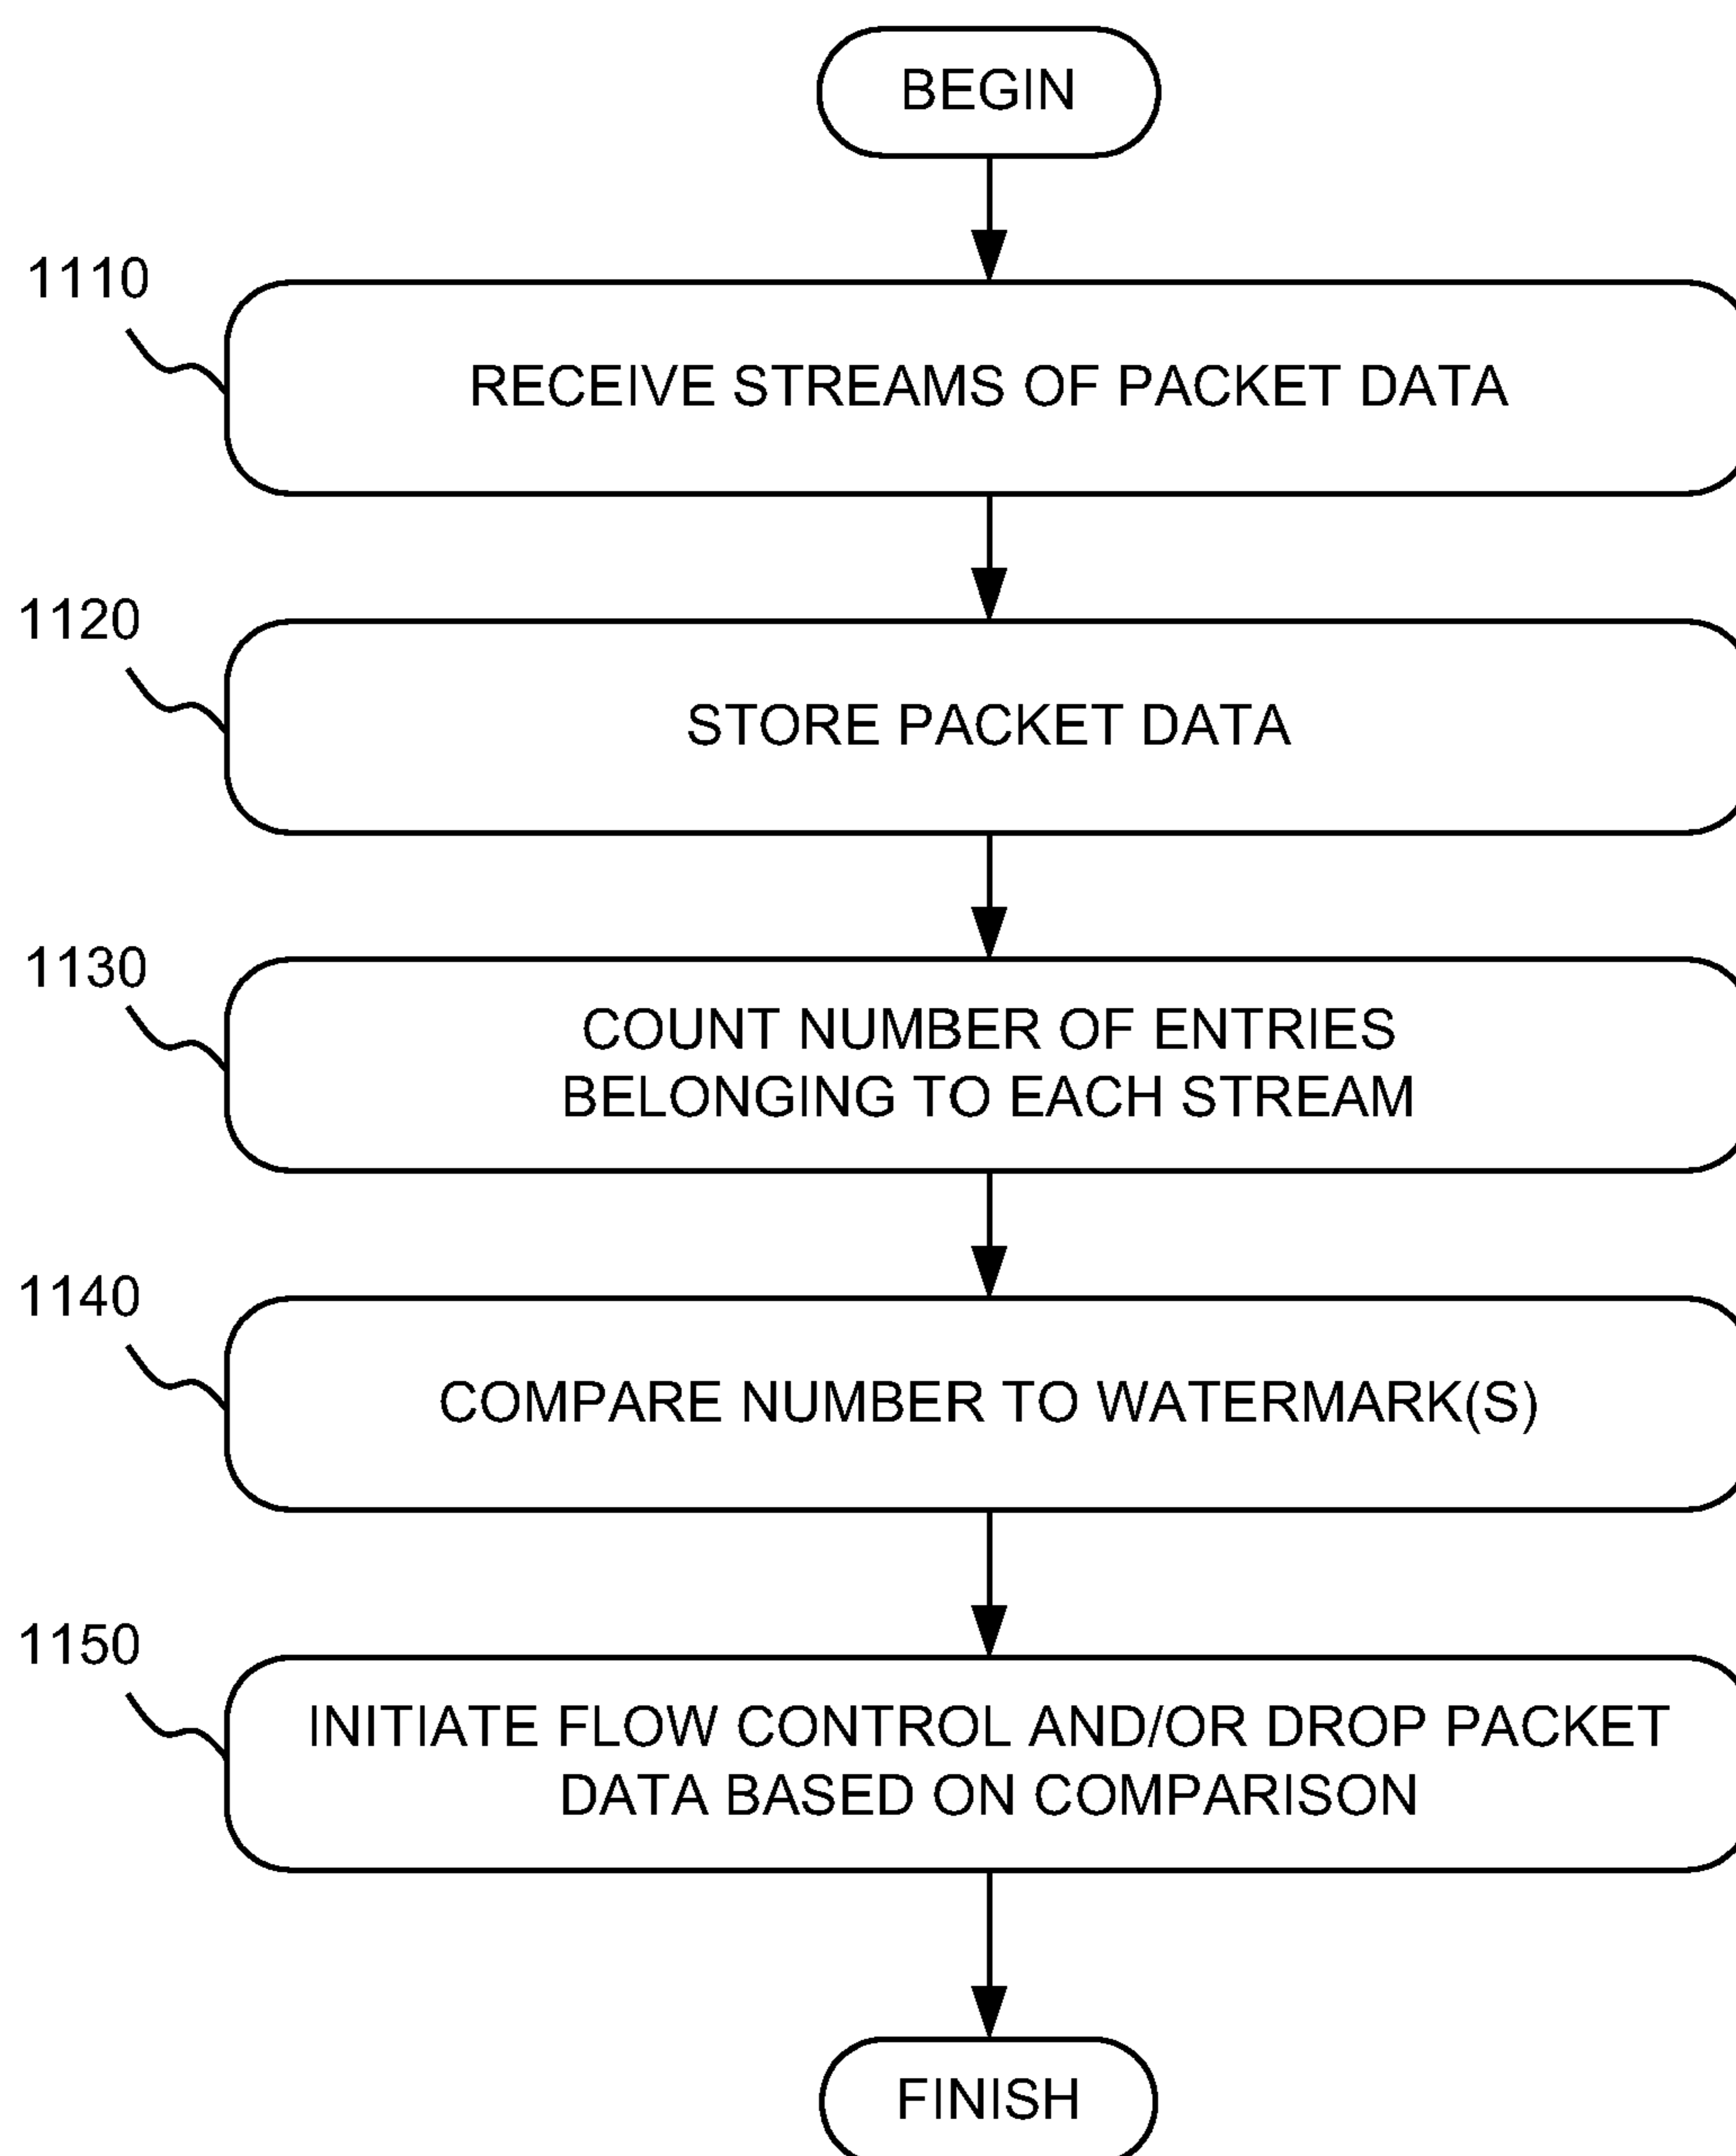 BEGIN
1110
RECEIVE STREAMS OF PACKET DATA
1120
STORE PACKET DATA
1130
COUNT NUMBER OF ENTRIES
BELONGING TO EACH STREAM
1140
COMPARE NUMBER TO WATERMARK(S)
1150
INITIATE FLOW CONTROL AND/OR DROP PACKET
DATA BASED ON COMPARISON
FINISH